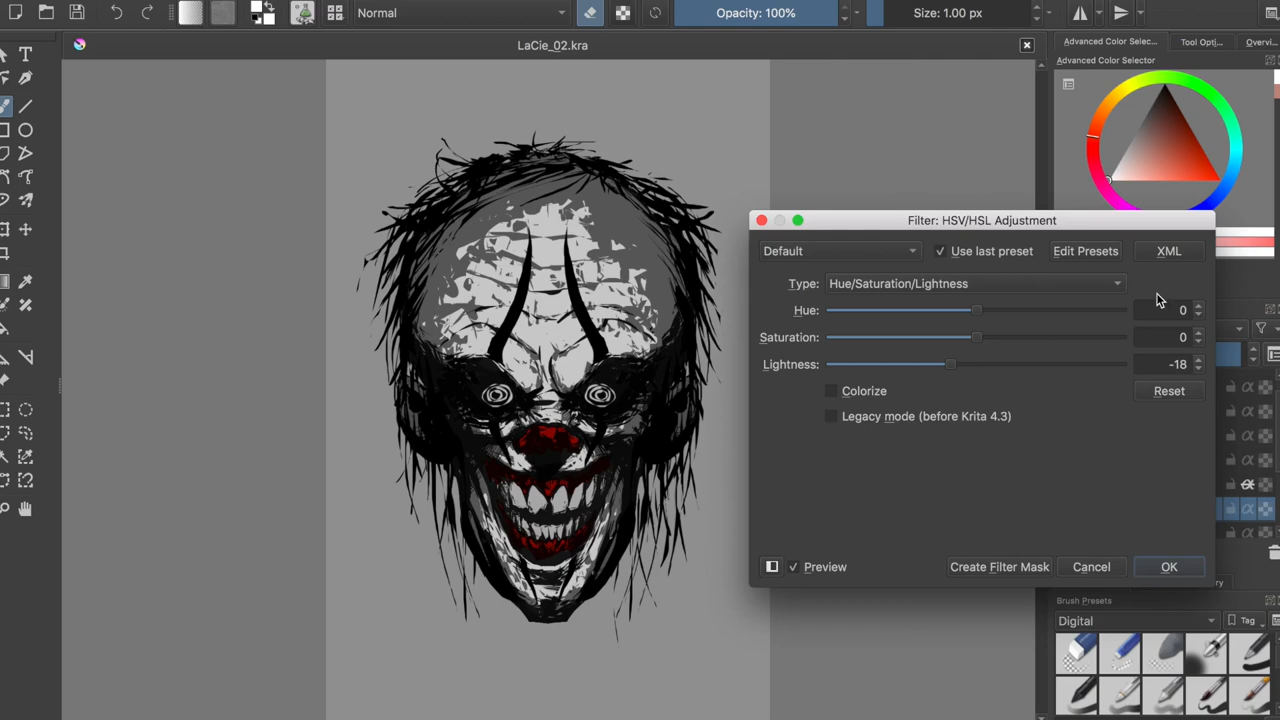 Normal
Opacity: 100%
Size: 1.00 px
LaCie_02.kra
Advanced Color Selec...
Tool Opti...
Overvi...
Advanced Color Selector
Filter: HSV/HSL Adjustment
Default
Use last preset
Edit Presets
XML
Type:
Hue/Saturation/Lightness
Hue:
0
Saturation:
0
Lightness:
-18
Colorize
Reset
Legacy mode (before Krita 4.3)
Preview
Create Filter Mask
Cancel
OK
Brush Presets
Digital
Tag